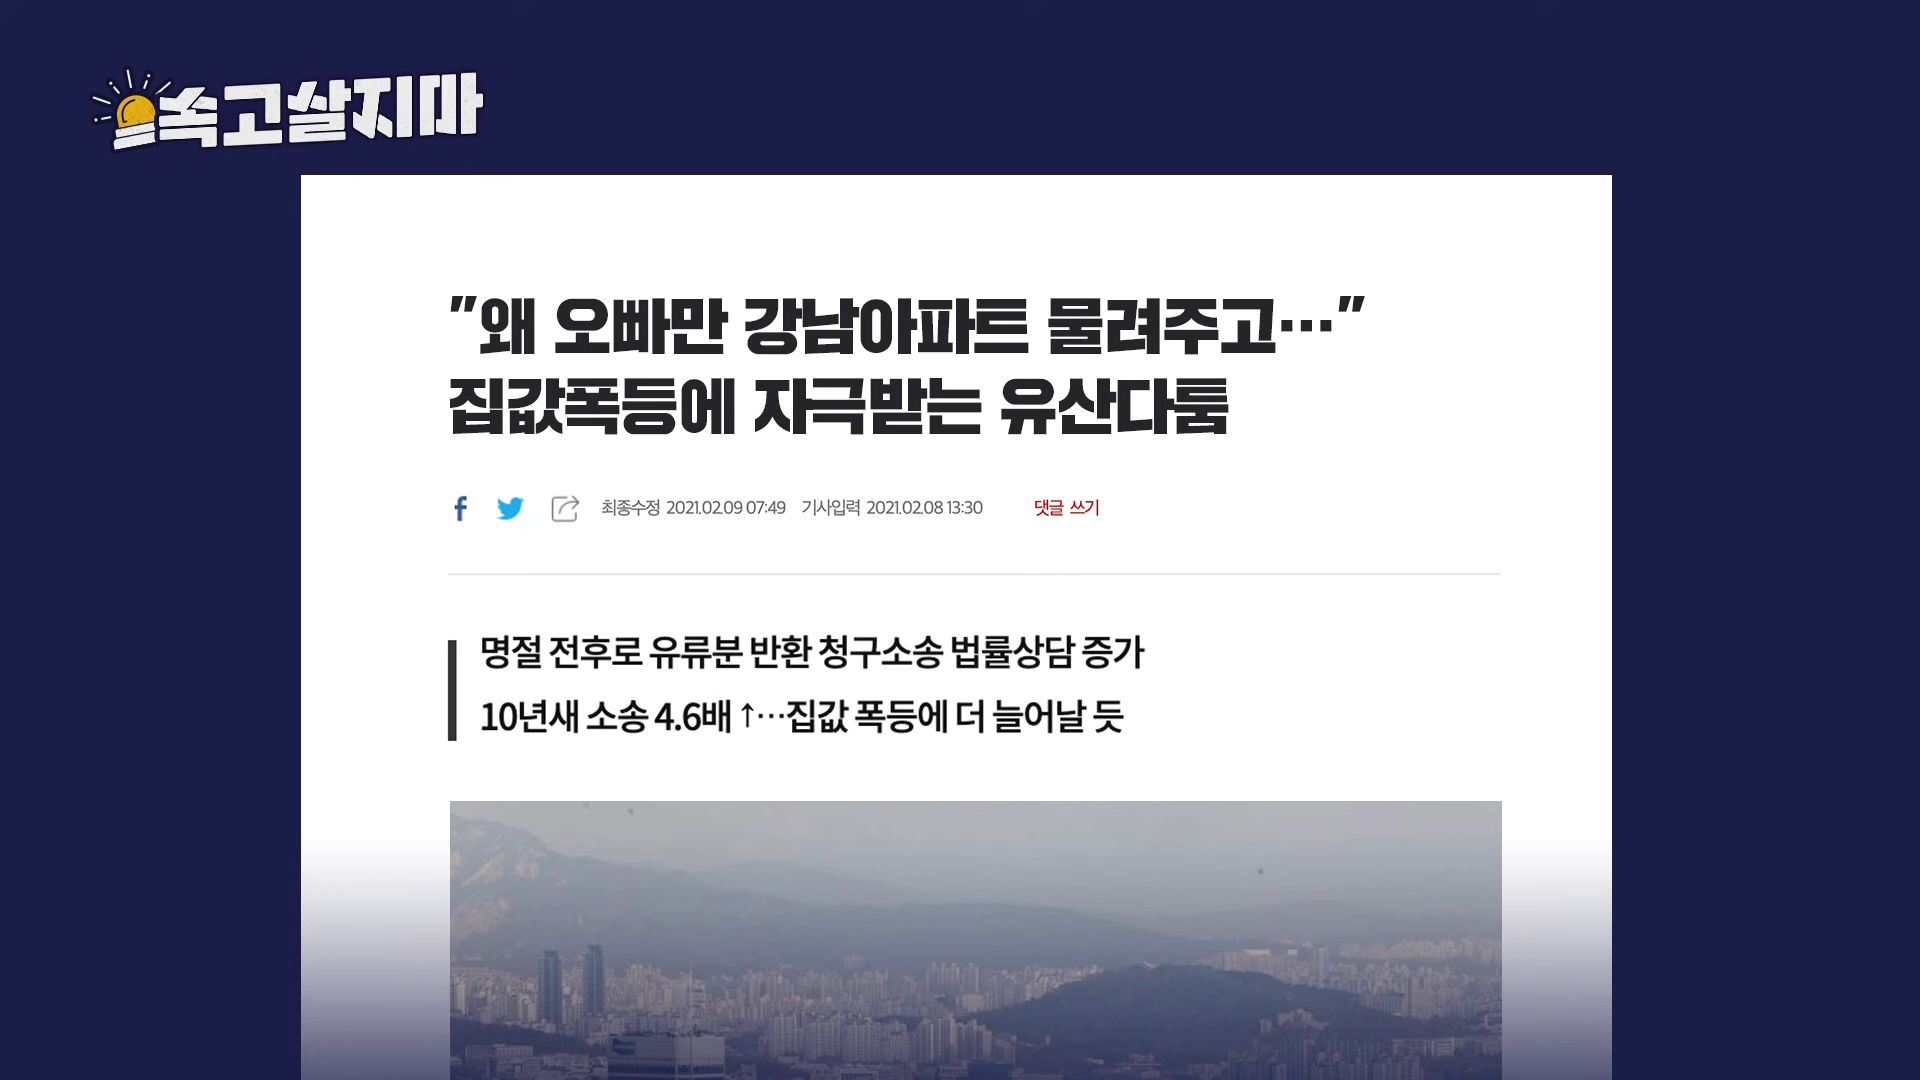 속고살지마
"왜 오빠만 강남아파트 물려주고…"
집값폭등에 자극받는 유산다툼
최종수정 2021.02.09 07:49 기사입력 2021.02.08 13:30 댓글 쓰기
명절 전후로 유류분 반환 청구소송 법률상담 증가
10년새 소송 4.6배↑…집값 폭등에 더 늘어날 듯